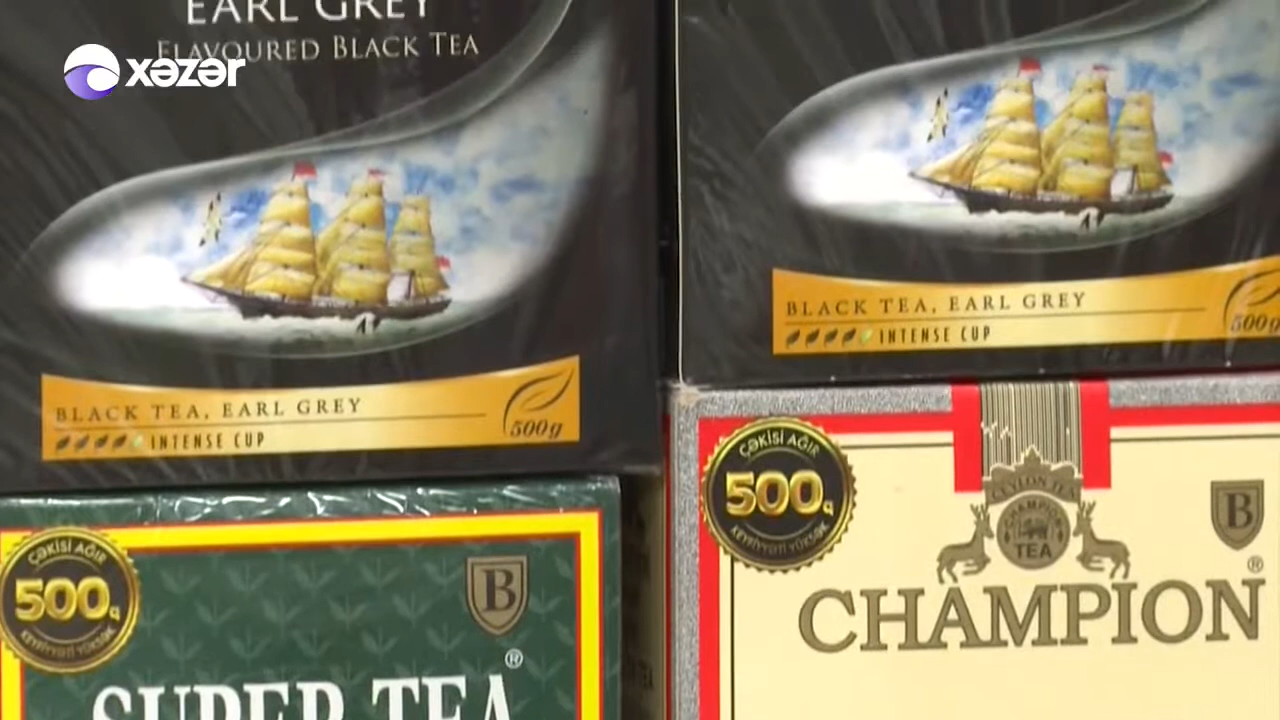 EARL GREY
FLAVOURED BLACK TEA
xəzər
BLACK TEA, EARL GREY
INTENSE CUP
500g
BLACK TEA, EARL GREY
INTENSE CUP
500g
ÇƏKİSİ AĞIR
500q
KEYFİYYƏTİ YÜKSƏK
B
®
SUPER TEA
ÇƏKİSİ AĞIR
500q
KEYFİYYƏTİ YÜKSƏK
CEYLON TEA
CHAMPION
TEA
B
®
CHAMPION